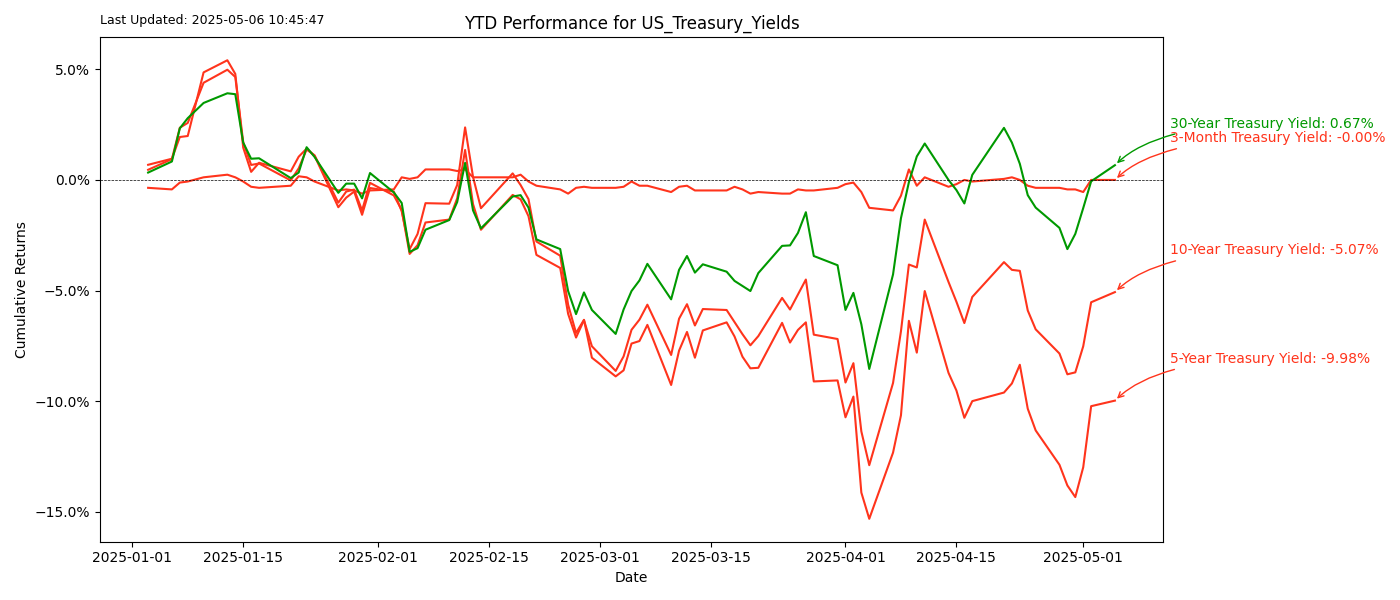 Last Updated: 2025-05-06 10:45:47
YTD Performance for US_Treasury_Yields
5.0%
0.0%
−5.0%
−10.0%
−15.0%
Cumulative Returns
30-Year Treasury Yield: 0.67%
3-Month Treasury Yield: -0.00%
10-Year Treasury Yield: -5.07%
5-Year Treasury Yield: -9.98%
2025-01-01 2025-01-15 2025-02-01 2025-02-15 2025-03-01 2025-03-15 2025-04-01 2025-04-15 2025-05-01
Date